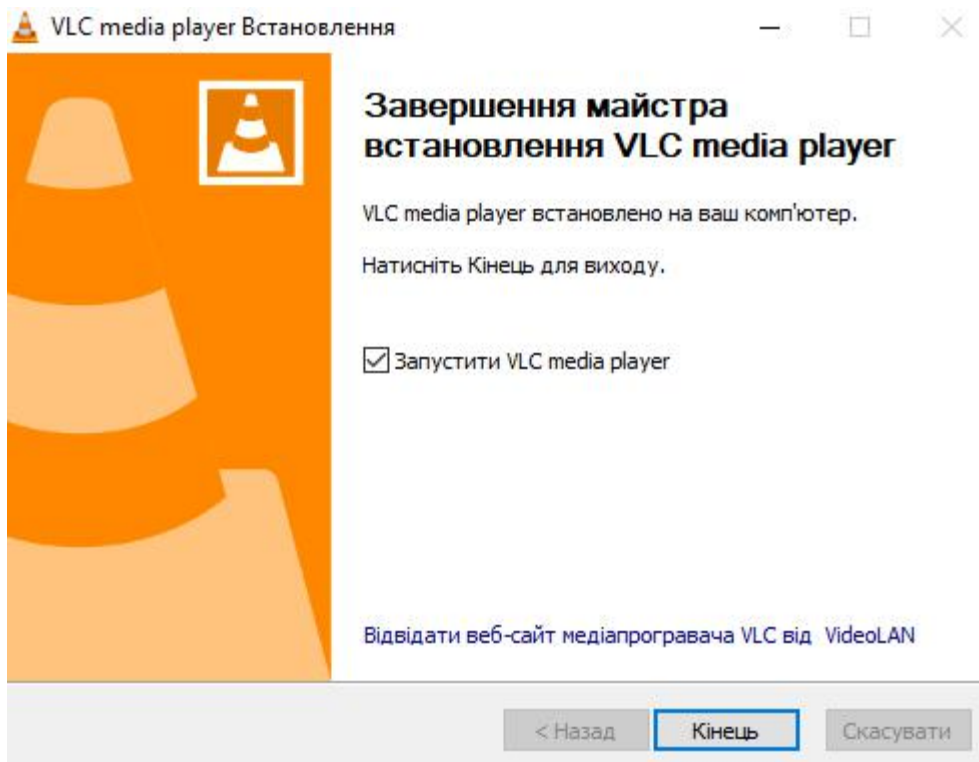 VLC media player Встановлення
Завершення майстра
встановлення VLC media player
VLC media player встановлено на ваш комп'ютер.
Натисніть Кінець для виходу.
Запустити VLC media player
Відвідати веб-сайт медіапрогравача VLC від VideoLAN
< Назад
Кінець
Скасувати